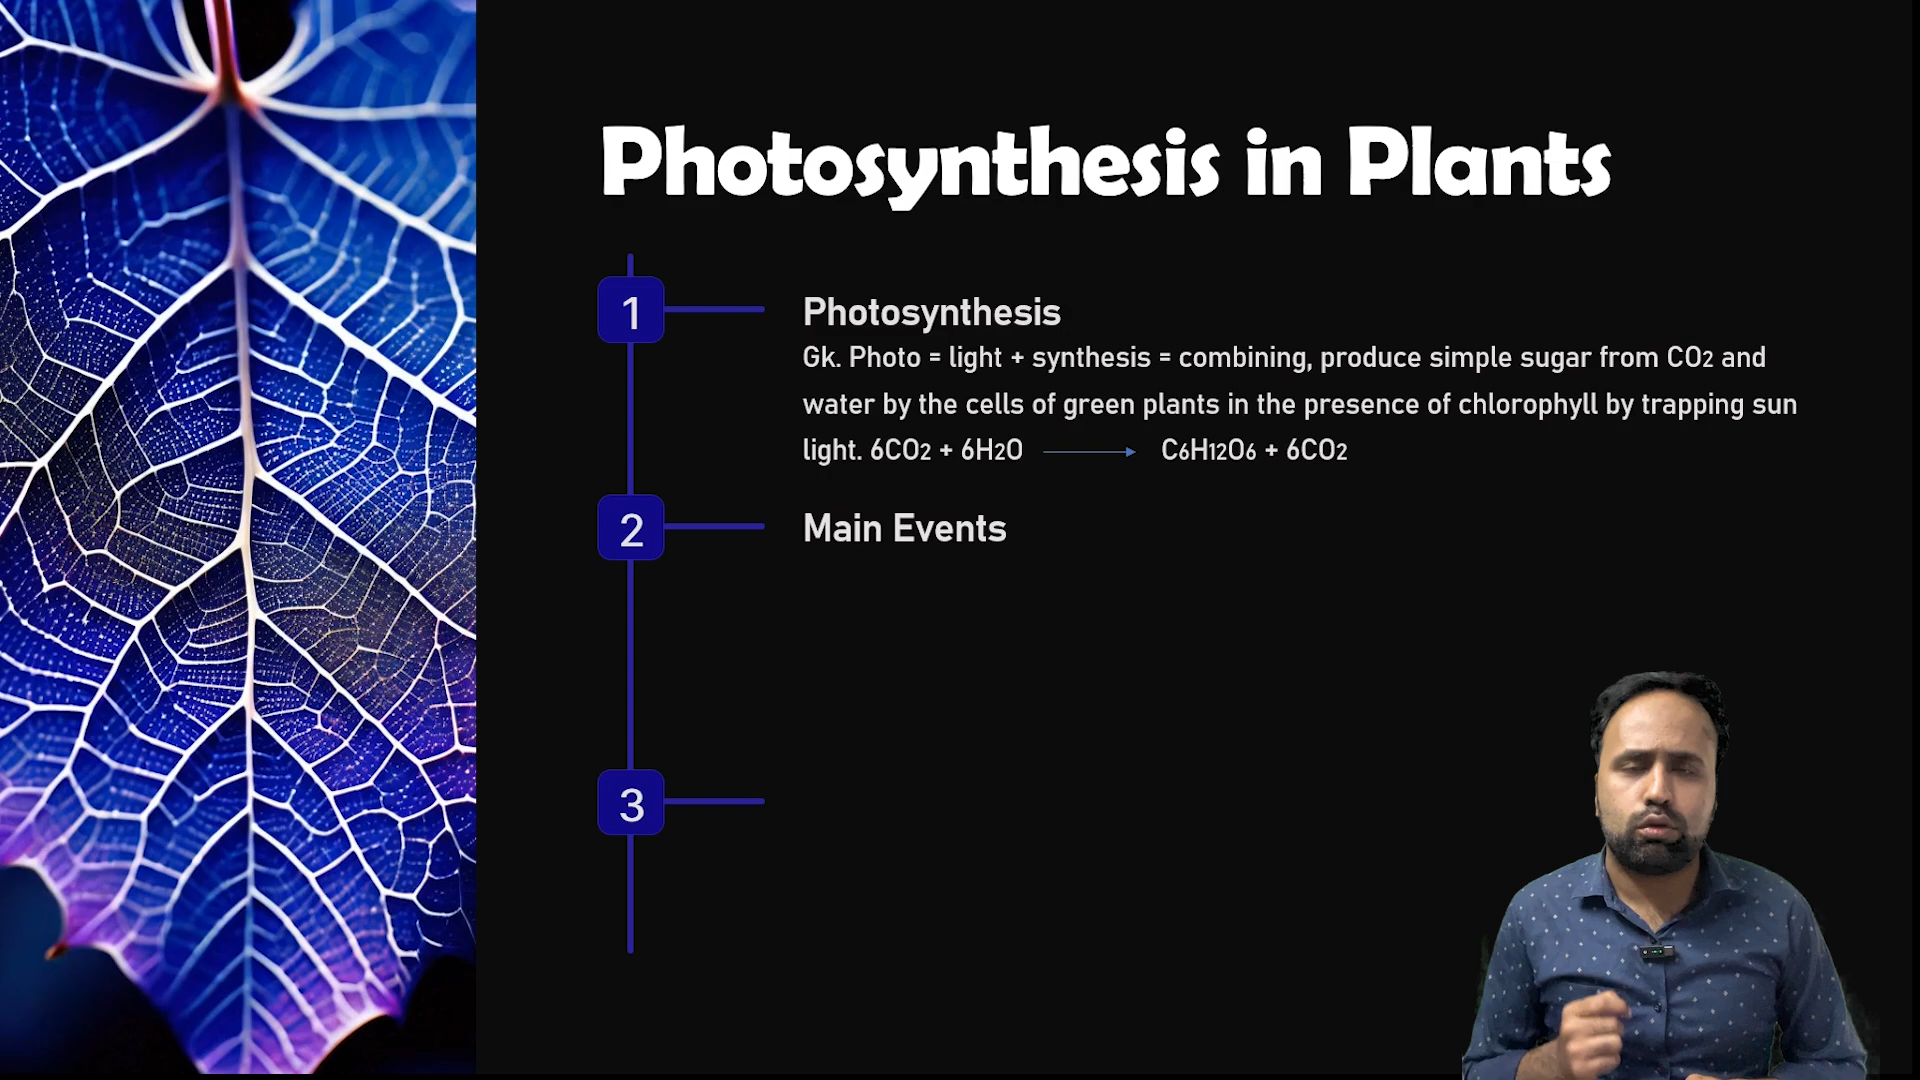 Photosynthesis in Plants
1
Photosynthesis
Gk. Photo = light + synthesis = combining, produce simple sugar from CO2 and
water by the cells of green plants in the presence of chlorophyll by trapping sun
light. 6CO2 + 6H2O → C6H12O6 + 6CO2
2
Main Events
3